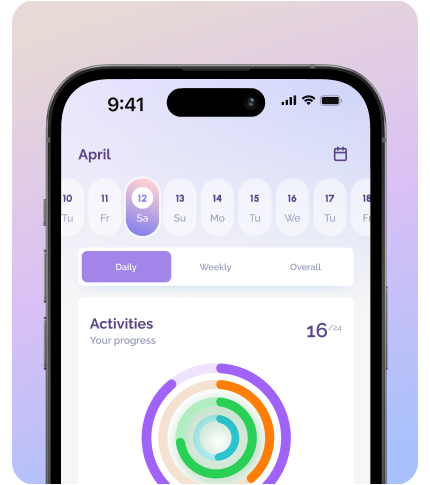 9:41
April
10 11 12 13 14 15 16 17 18
Tu Fr Sa Su Mo Tu We Tu Fr
Daily Weekly Overall
Activities
16/24
Your progress